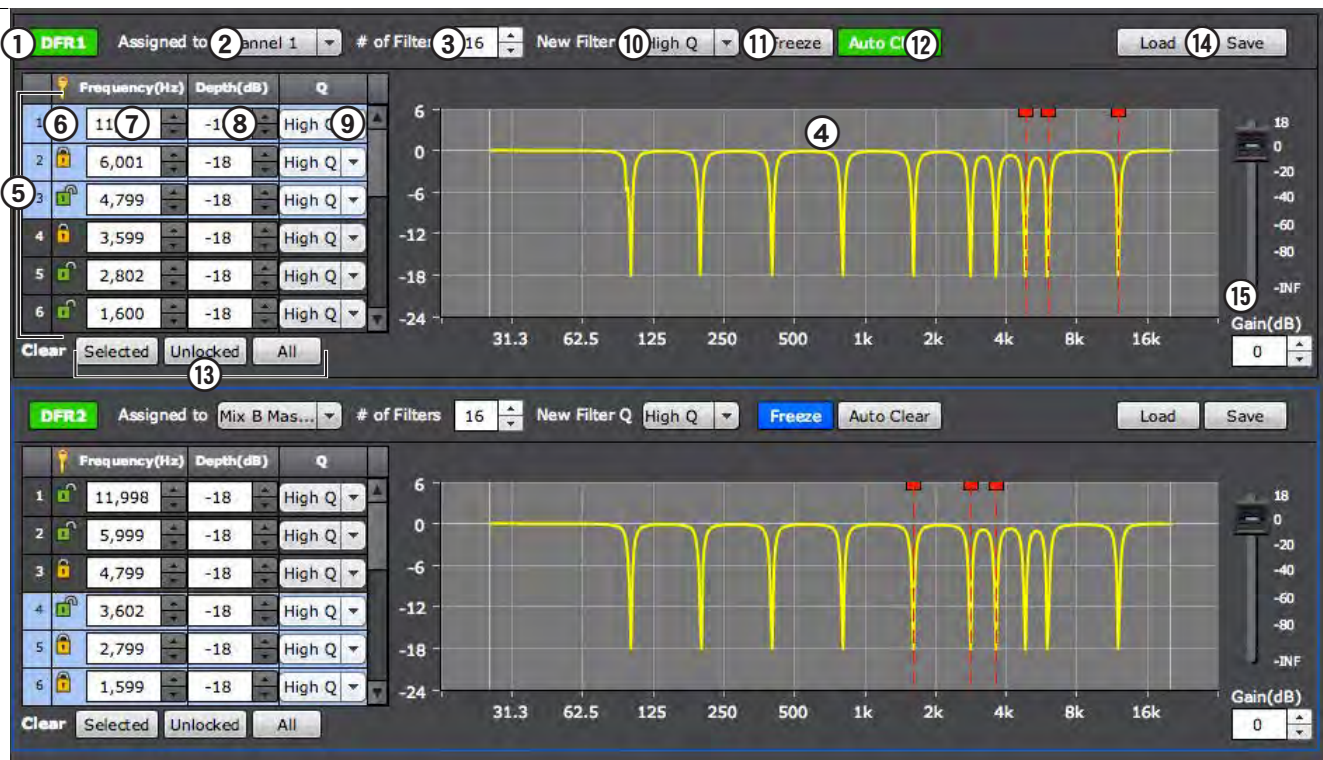 1 DFR1 Assigned to 2 annel 1 # of Filter 3 16 New Filter 10 High Q 11 reeze Auto Cl 12 Load 14 Save
Frequency(Hz) Depth(dB) Q
1 6 11 7 -1 8 High 9
2 6,001 -18 High Q
5
3 4,799 -18 High Q
4 3,599 -18 High Q
5 2,802 -18 High Q
6 1,600 -18 High Q
Clear Selected Unlocked All
13
4
6
0
-6
-12
-18
-24
31.3 62.5 125 250 500 1k 2k 4k 8k 16k
18
0
-20
-40
-60
-80
-INF
15
Gain(dB)
0
DFR2 Assigned to Mix B Mas... # of Filters 16 New Filter Q High Q Freeze Auto Clear Load Save
Frequency(Hz) Depth(dB) Q
1 11,998 -18 High Q
2 5,999 -18 High Q
3 4,799 -18 High Q
4 3,602 -18 High Q
5 2,799 -18 High Q
6 1,599 -18 High Q
Clear Selected Unlocked All
6
0
-6
-12
-18
-24
31.3 62.5 125 250 500 1k 2k 4k 8k 16k
18
0
-20
-40
-60
-80
-INF
Gain(dB)
0